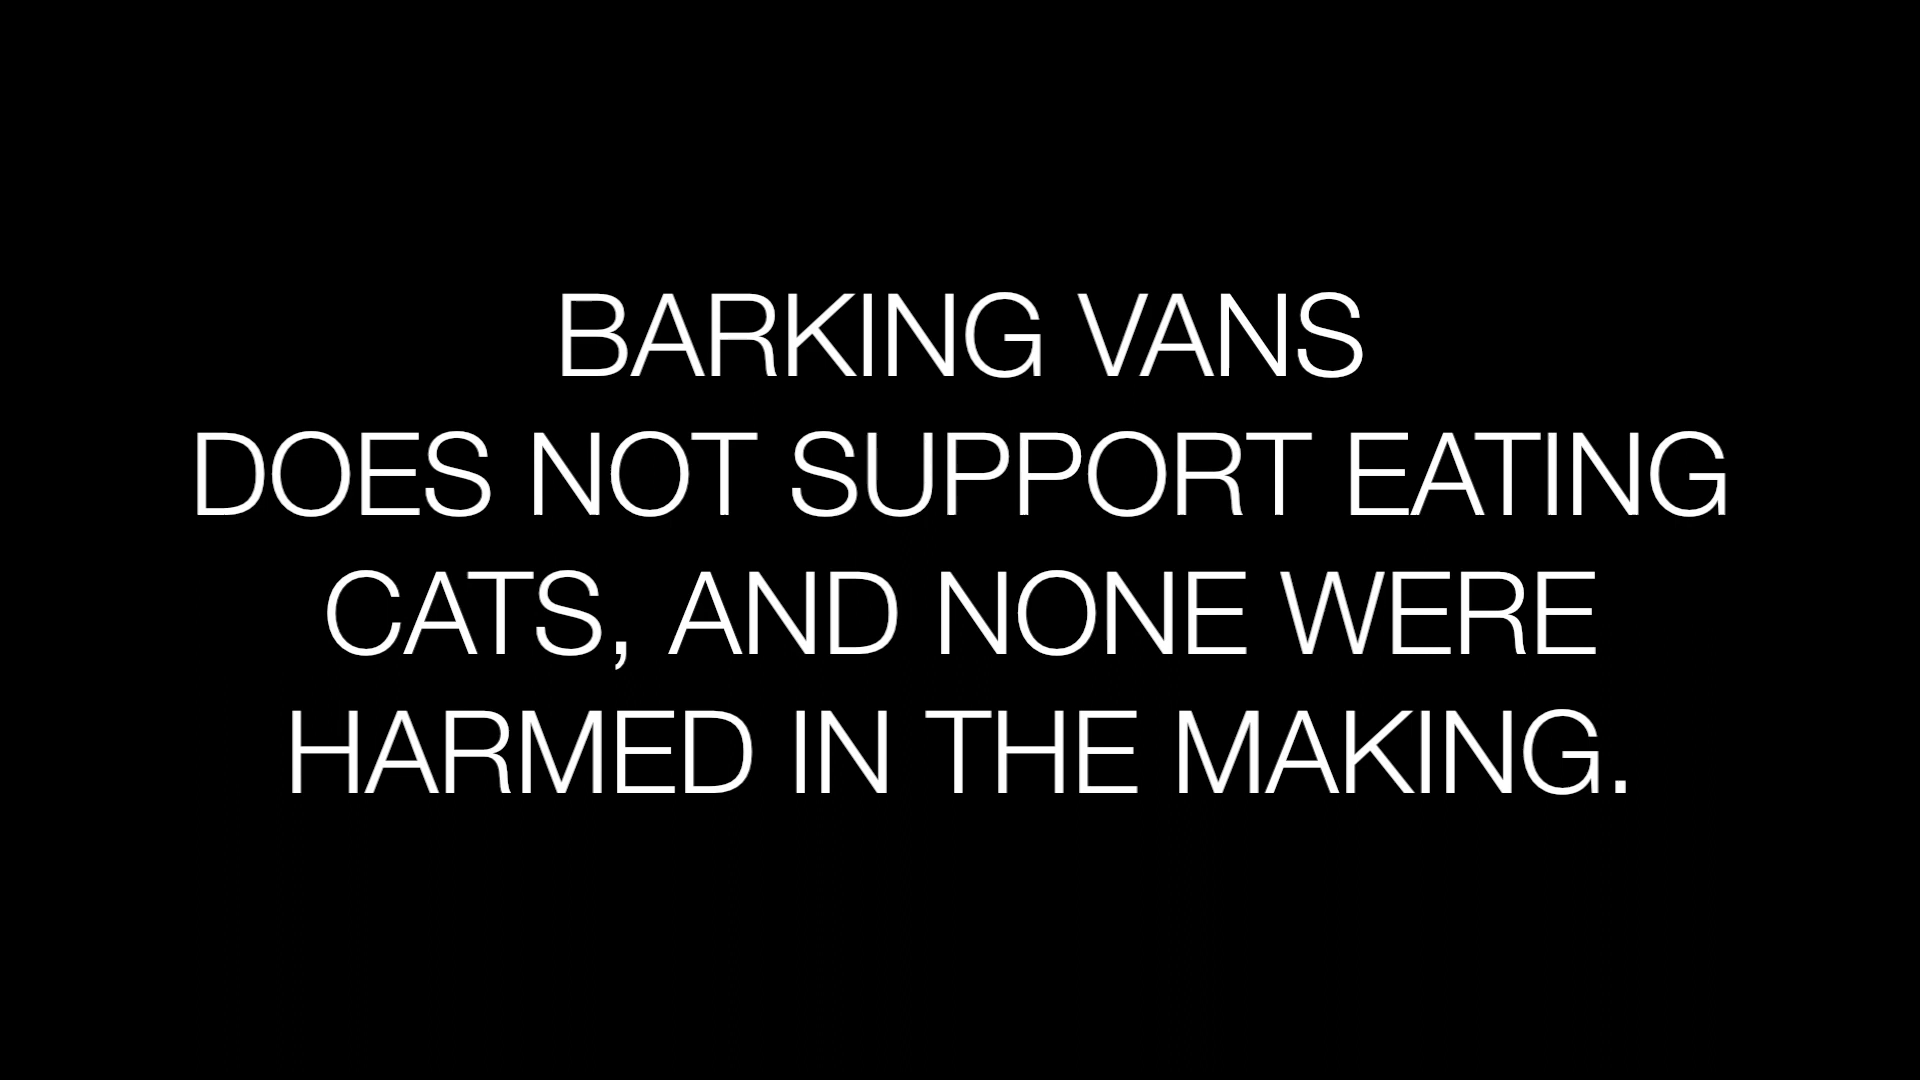 BARKING VANS
DOES NOT SUPPORT EATING
CATS, AND NONE WERE
HARMED IN THE MAKING.